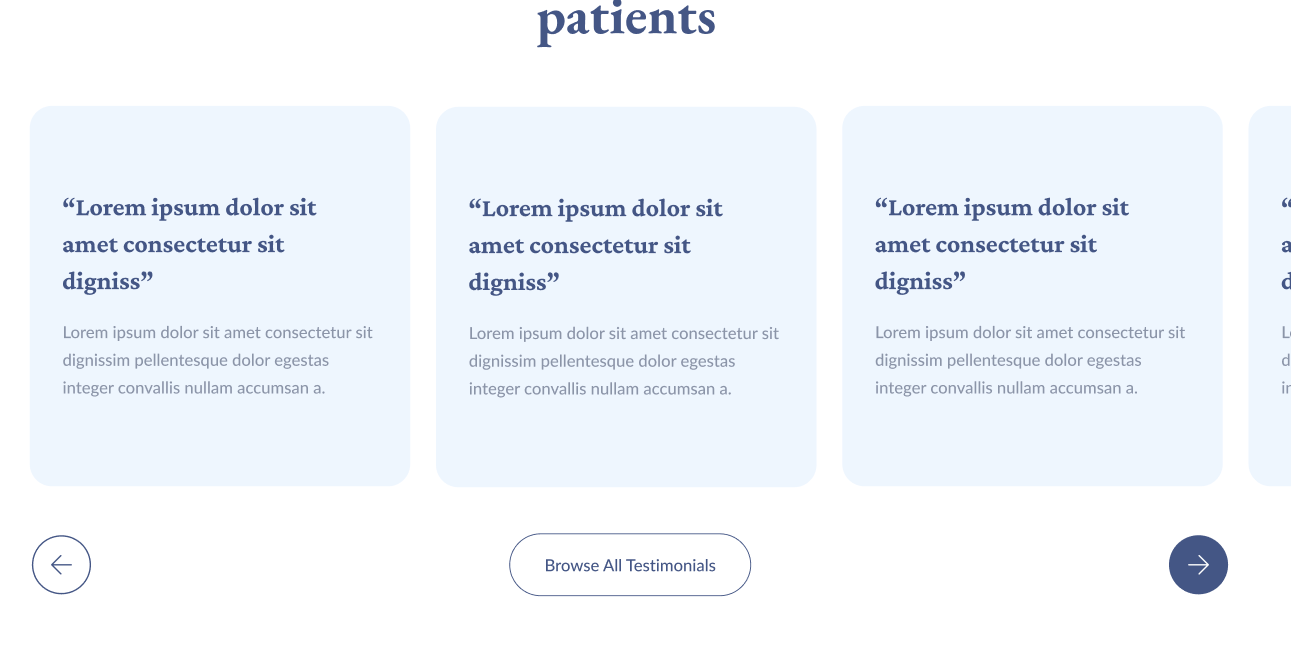 patients
“Lorem ipsum dolor sit
amet consectetur sit
digniss”
Lorem ipsum dolor sit amet consectetur sit
dignissim pellentesque dolor egestas
integer convallis nullam accumsan a.
“Lorem ipsum dolor sit
amet consectetur sit
digniss”
Lorem ipsum dolor sit amet consectetur sit
dignissim pellentesque dolor egestas
integer convallis nullam accumsan a.
“Lorem ipsum dolor sit
amet consectetur sit
digniss”
Lorem ipsum dolor sit amet consectetur sit
dignissim pellentesque dolor egestas
integer convallis nullam accumsan a.
Browse All Testimonials